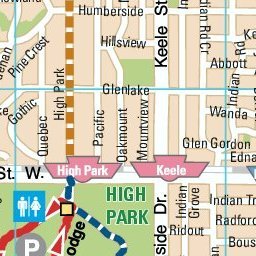 Humberside
Indian Rd Cr
Keele St
Hillsview
Pine Crest
Abbott
High Park
Glenlake
Indian
Rd
Gothic
Wanda
Quebec
Pacific
Oakmount
Mountview
Glen Gordon
Edna
St. W.
High Park
Keele
HIGH
PARK
Indian
Grove
Indian Tr
Radford
Ridout
Indian
side Dr.
odge
P